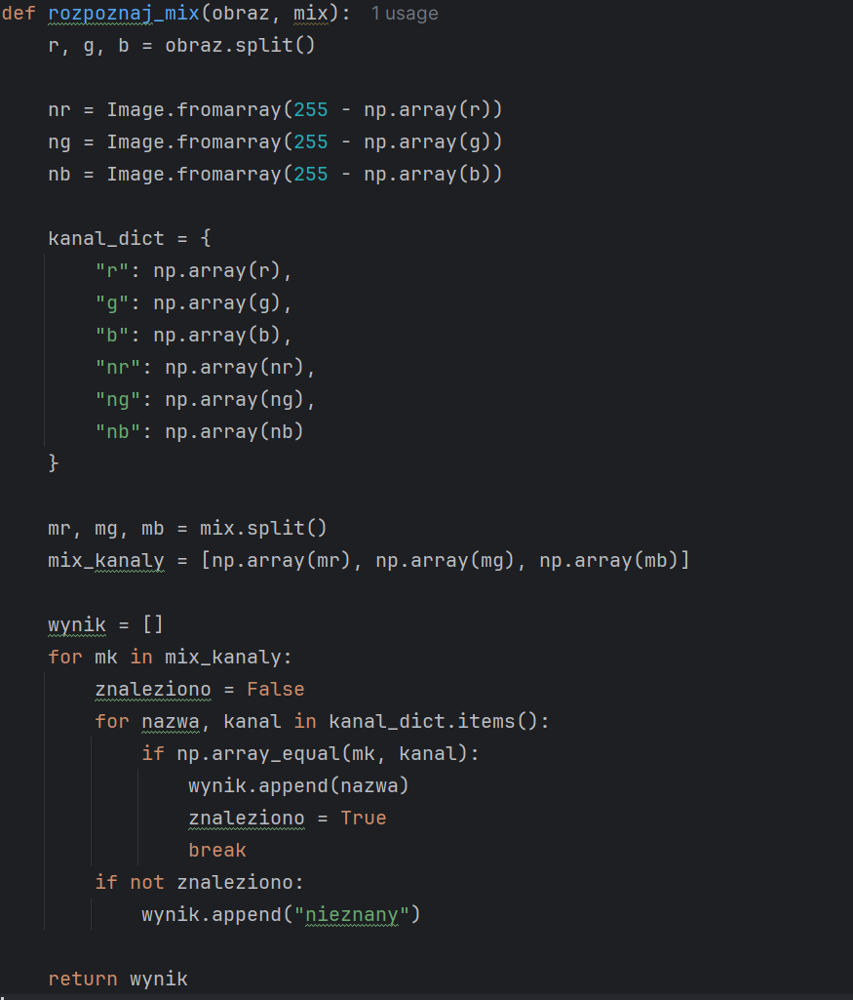 def rozpoznaj_mix(obraz, mix):  1 usage
    r, g, b = obraz.split()

    nr = Image.fromarray(255 - np.array(r))
    ng = Image.fromarray(255 - np.array(g))
    nb = Image.fromarray(255 - np.array(b))

    kanal_dict = {
        "r": np.array(r),
        "g": np.array(g),
        "b": np.array(b),
        "nr": np.array(nr),
        "ng": np.array(ng),
        "nb": np.array(nb)
    }

    mr, mg, mb = mix.split()
    mix_kanaly = [np.array(mr), np.array(mg), np.array(mb)]

    wynik = []
    for mk in mix_kanaly:
        znaleziono = False
        for nazwa, kanal in kanal_dict.items():
            if np.array_equal(mk, kanal):
                wynik.append(nazwa)
                znaleziono = True
                break
        if not znaleziono:
            wynik.append("nieznany")

    return wynik